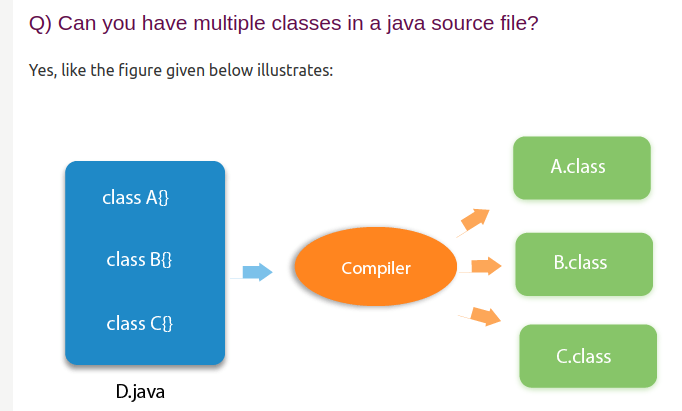 Q) Can you have multiple classes in a java source file?
Yes, like the figure given below illustrates:
class A{}
class B{}
class C{}
D.java
Compiler
A.class
B.class
C.class